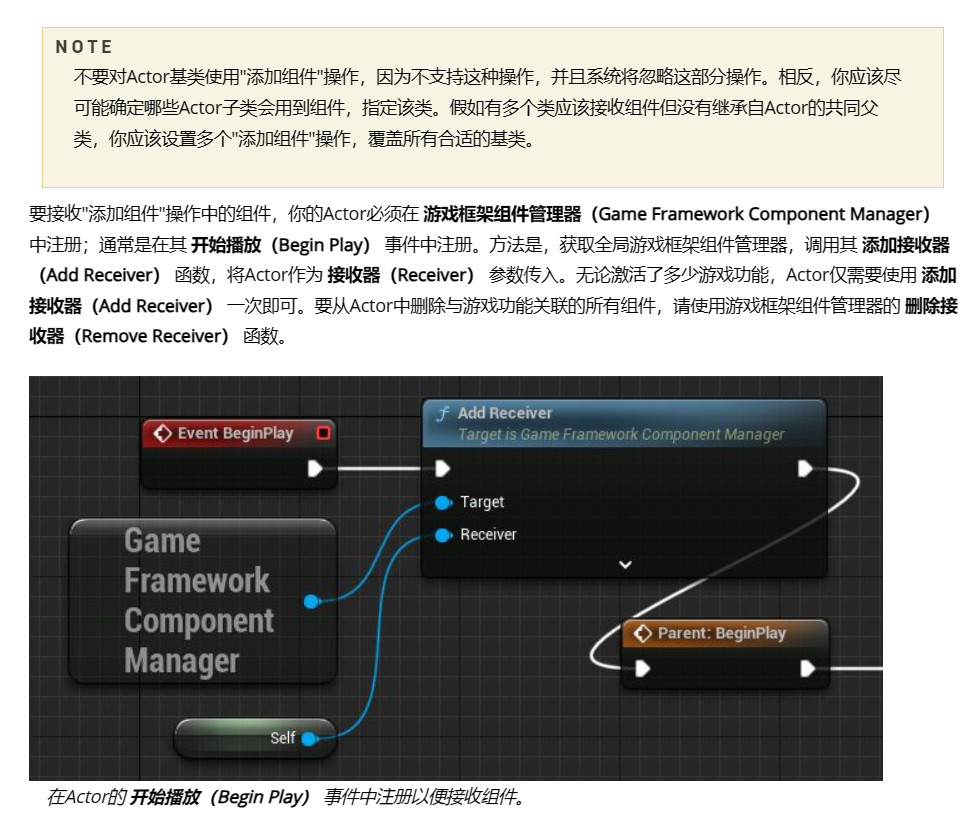 NOTE
不要对Actor基类使用"添加组件"操作，因为不支持这种操作，并且系统将忽略这部分操作。相反，你应该尽
可能确定哪些Actor子类会用到组件，指定该类。假如有多个类应该接收组件但没有继承自Actor的共同父
类，你应该设置多个"添加组件"操作，覆盖所有合适的基类。
要接收"添加组件"操作中的组件，你的Actor必须在 游戏框架组件管理器（Game Framework Component Manager）
中注册；通常是在其 开始播放（Begin Play） 事件中注册。方法是，获取全局游戏框架组件管理器，调用其 添加接收器
（Add Receiver） 函数，将Actor作为 接收器（Receiver） 参数传入。无论激活了多少游戏功能，Actor仅需要使用 添加
接收器（Add Receiver） 一次即可。要从Actor中删除与游戏功能关联的所有组件，请使用游戏框架组件管理器的 删除接
收器（Remove Receiver） 函数。
Event BeginPlay
f Add Receiver
Target is Game Framework Component Manager
Target
Receiver
Game
Framework
Component
Manager
Parent: BeginPlay
Self
在Actor的 开始播放（Begin Play） 事件中注册以便接收组件。